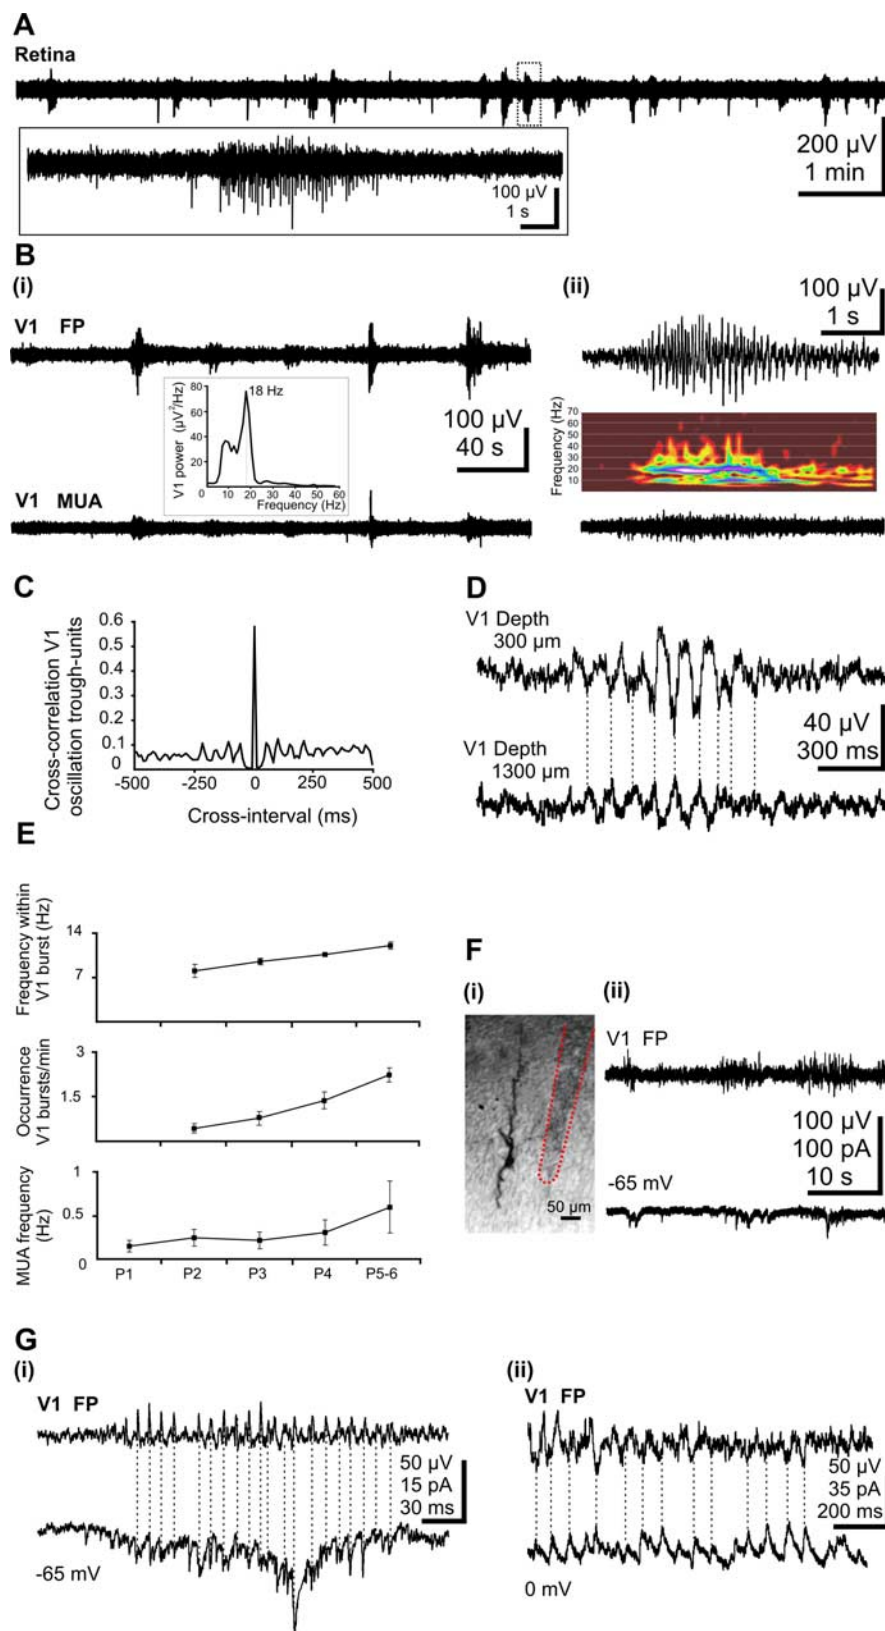 A
Retina
200 µV
1 min
100 µV
1 s
B
(i)
(ii)
100 µV
1 s
V1 FP
V1 power (µV²/Hz)
80
60
40
20
0
18 Hz
0 10 20 30 40 50 60
Frequency (Hz)
100 µV
40 s
Frequency (Hz)
70
60
50
40
30
20
10
V1 MUA
C
Cross-correlation V1
oscillation trough-units
0.6
0.5
0.4
0.3
0.2
0.1
0
-500 -250 0 250 500
Cross-interval (ms)
D
V1 Depth
300 µm
40 µV
300 ms
V1 Depth
1300 µm
E
Frequency within
V1 burst (Hz)
14
7
Occurrence
V1 bursts/min
3
1.5
MUA frequency
(Hz)
1
0.5
0
P1 P2 P3 P4 P5-6
F
(i)
50 µm
(ii)
V1 FP
100 µV
100 pA
10 s
-65 mV
G
(i)
V1 FP
50 µV
15 pA
30 ms
-65 mV
(ii)
V1 FP
50 µV
35 pA
200 ms
0 mV